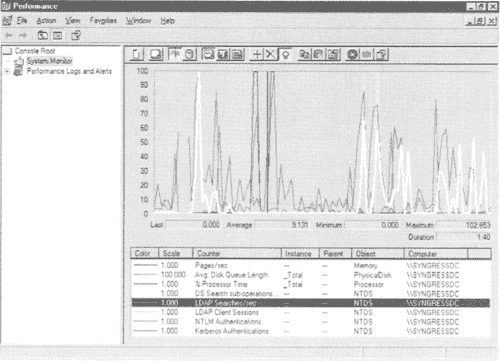 Performance
File Action View Favorites Window Help
Console Root
System Monitor
Performance Logs and Alerts
100
90
80
70
60
50
40
30
20
10
0
Last 0.000 Average 9.131 Minimum 0.000 Maximum 102.653
Duration 1:40
Color Scale Counter Instance Parent Object Computer
1.000 Pages/sec --- --- Memory \\SYNGRESSDC
100.000 Avg. Disk Queue Length _Total --- PhysicalDisk \\SYNGRESSDC
1.000 % Processor Time _Total --- Processor \\SYNGRESSDC
1.000 DS Search sub-operations... --- --- NTDS \\SYNGRESSDC
1.000 LDAP Searches/sec --- --- NTDS \\SYNGRESSDC
1.000 LDAP Client Sessions --- --- NTDS \\SYNGRESSDC
1.000 NTLM Authentications --- --- NTDS \\SYNGRESSDC
1.000 Kerberos Authentications --- --- NTDS \\SYNGRESSDC